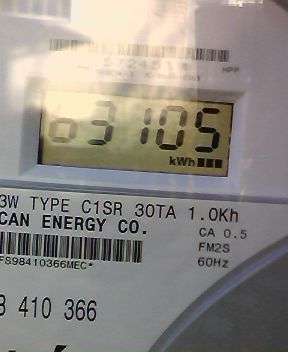 03105
kWh
3W TYPE C1SR 30TA 1.0Kh
CAN ENERGY CO.
CA 0.5
FM2S
60Hz
FS98410366MEC*
8 410 366